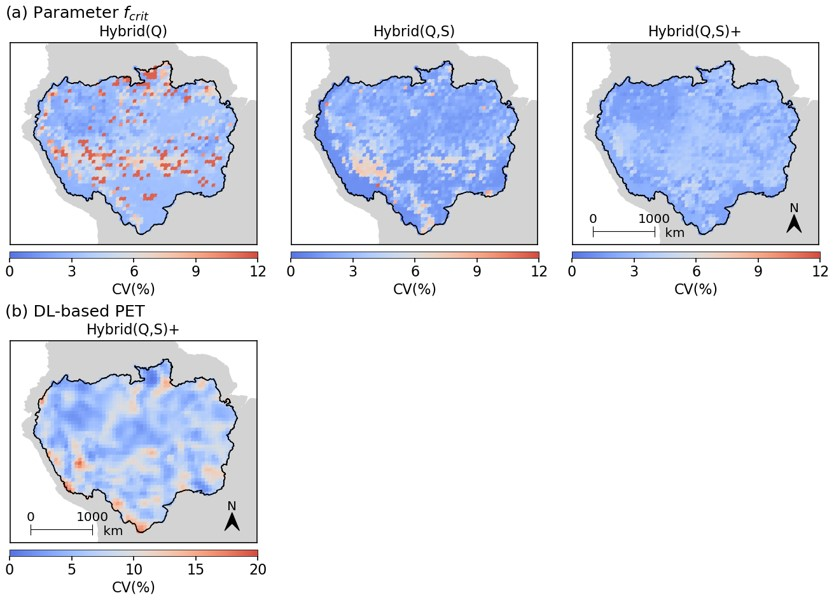 (a) Parameter f_crit
Hybrid(Q)
Hybrid(Q,S)
Hybrid(Q,S)+
0 1000 km
N
0 3 6 9 12
CV(%)
0 3 6 9 12
CV(%)
0 3 6 9 12
CV(%)
(b) DL-based PET
Hybrid(Q,S)+
0 1000 km
N
0 5 10 15 20
CV(%)